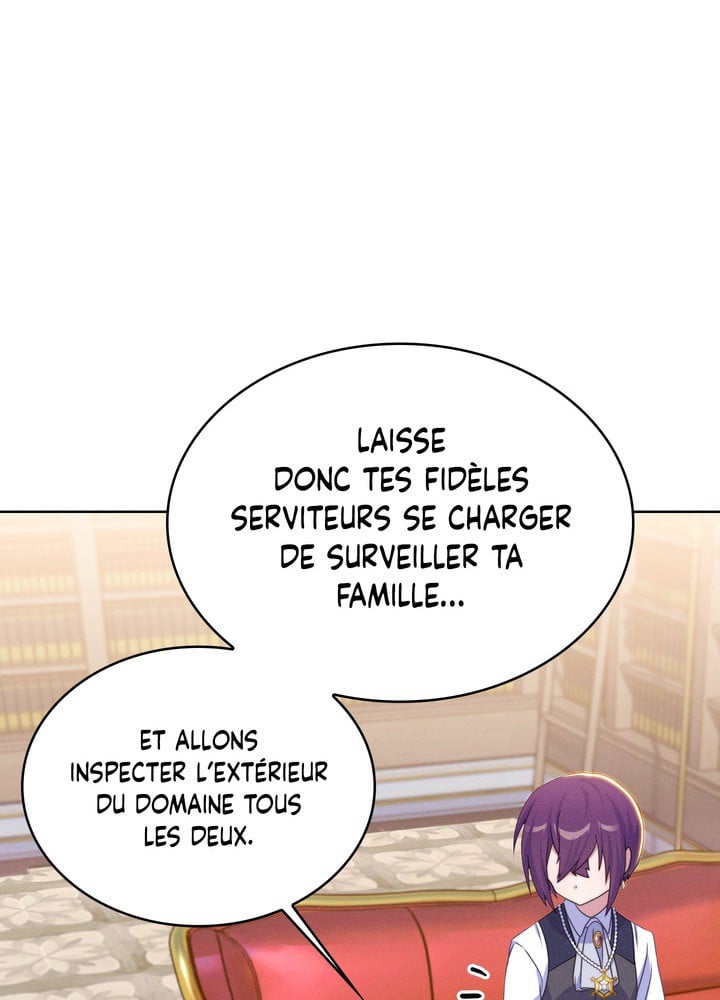 LAISSE
DONC TES FIDÈLES
SERVITEURS SE CHARGER
DE SURVEILLER TA
FAMILLE...
ET ALLONS
INSPECTER L'EXTÉRIEUR
DU DOMAINE TOUS
LES DEUX.